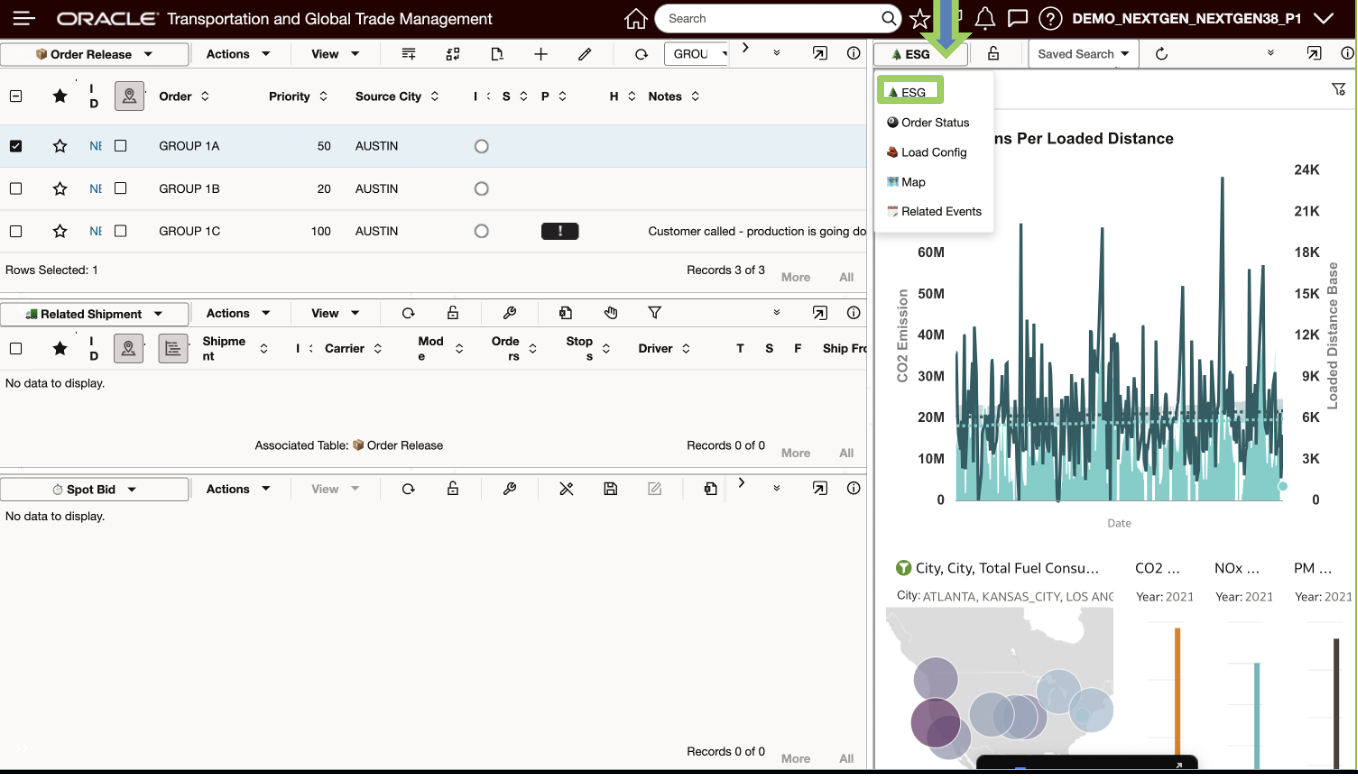 ORACLE Transportation and Global Trade Management Search DEMO_NEXTGEN_NEXTGEN38_P1
Order Release Actions View GROU
ID Order Priority Source City I S P H Notes
NE GROUP 1A 50 AUSTIN
NE GROUP 1B 20 AUSTIN
NE GROUP 1C 100 AUSTIN ! Customer called - production is going do
Rows Selected: 1 Records 3 of 3 More All
Related Shipment Actions View
ID Shipment I Carrier Mode Orders Stops Driver T S F Ship Fro
No data to display.
Associated Table: Order Release Records 0 of 0 More All
Spot Bid Actions View
No data to display.
Records 0 of 0 More All
ESG Saved Search
ESG
Order Status
Load Config
Map
Related Events
ns Per Loaded Distance
24K
21K
60M 18K
50M 15K
40M 12K
30M 9K
20M 6K
10M 3K
0 0
CO2 Emission
Loaded Distance Base
Date
City, City, Total Fuel Consu... CO2 ... NOx ... PM ...
City: ATLANTA, KANSAS_CITY, LOS ANG Year: 2021 Year: 2021 Year: 2021